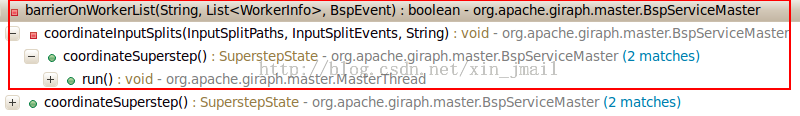 barrierOnWorkerList(String, List<WorkerInfo>, BspEvent) : boolean - org.apache.giraph.master.BspServiceMaster
coordinateInputSplits(InputSplitPaths, InputSplitEvents, String) : void - org.apache.giraph.master.BspServiceMaster
coordinateSuperstep() : SuperstepState - org.apache.giraph.master.BspServiceMaster (2 matches)
http://blog.csdn.net/xin_jmail
run() : void - org.apache.giraph.master.MasterThread
coordinateSuperstep() : SuperstepState - org.apache.giraph.master.BspServiceMaster (2 matches)